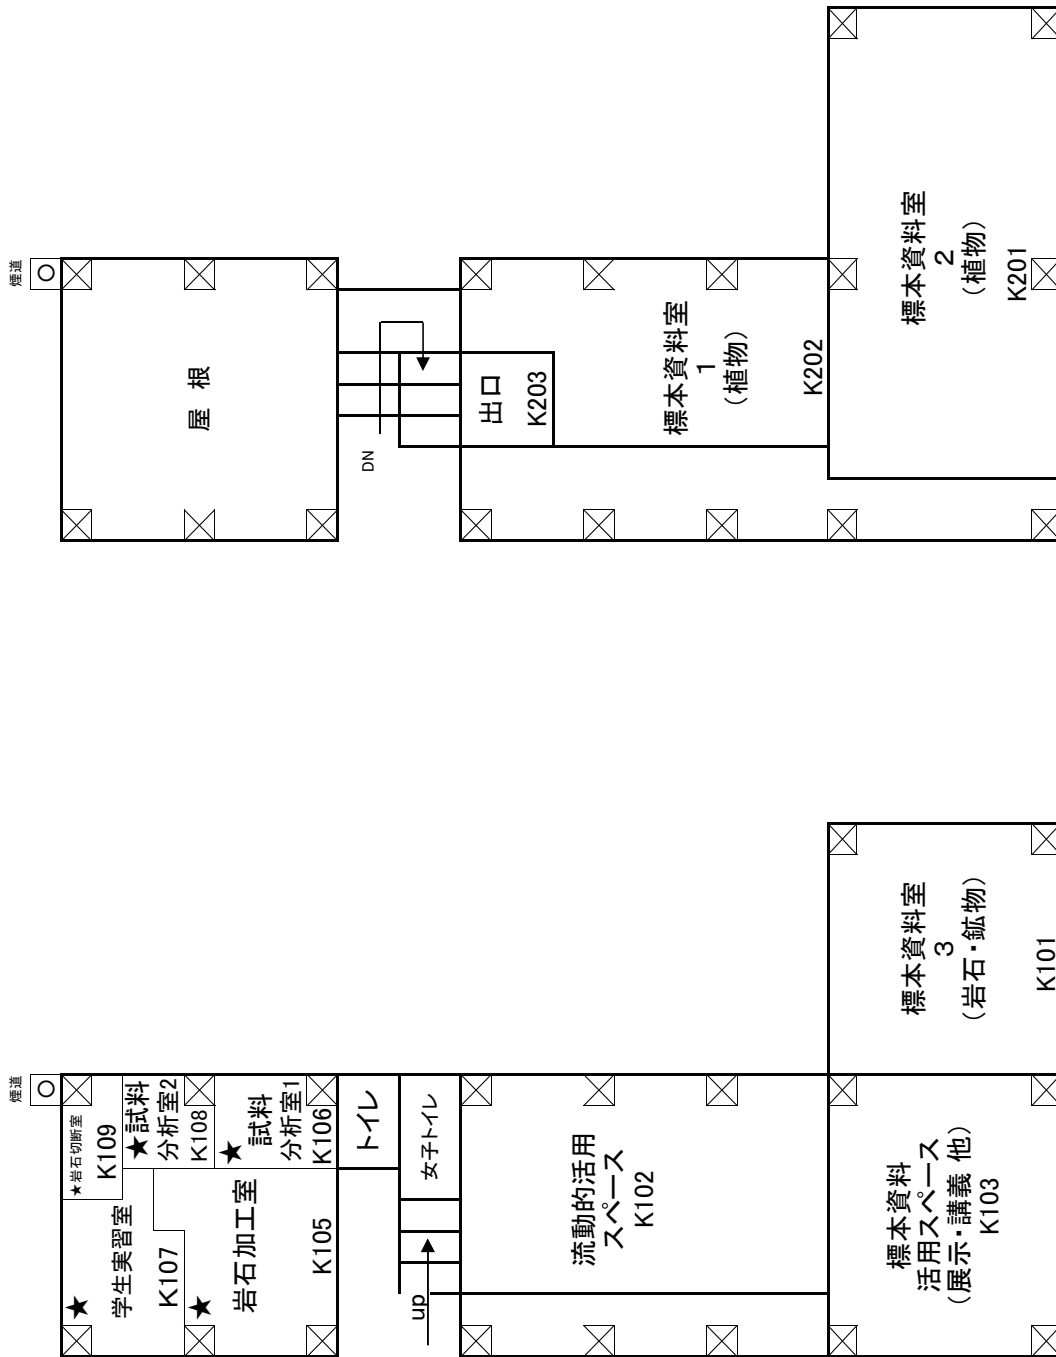 煙道
屋 根
DN
出口
K203
標本資料室
1
(植物)
K202
標本資料室
2
(植物)
K201
煙道
★岩石切断室
K109
★試料
分析室2
K108
★
試料
分析室1
K106
★
学生実習室
K107
★
岩石加工室
K105
トイレ
女子トイレ
up
流動的活用
スペース
K102
標本資料
活用スペース
(展示・講義 他)
K103
標本資料室
3
(岩石・鉱物)
K101